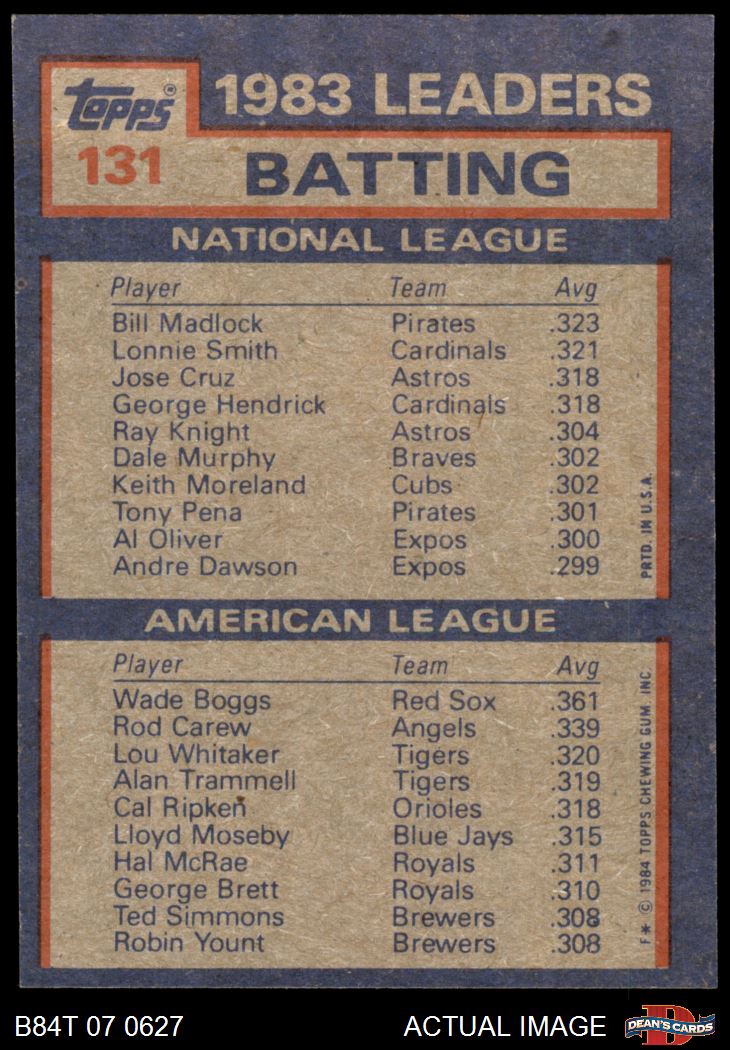 topps®
1983 LEADERS
131
BATTING
NATIONAL LEAGUE
Player Team Avg
Bill Madlock Pirates .323
Lonnie Smith Cardinals .321
Jose Cruz Astros .318
George Hendrick Cardinals .318
Ray Knight Astros .304
Dale Murphy Braves .302
Keith Moreland Cubs .302
Tony Pena Pirates .301
Al Oliver Expos .300
Andre Dawson Expos .299
PRTD. IN U.S.A.
AMERICAN LEAGUE
Player Team Avg
Wade Boggs Red Sox .361
Rod Carew Angels .339
Lou Whitaker Tigers .320
Alan Trammell Tigers .319
Cal Ripken Orioles .318
Lloyd Moseby Blue Jays .315
Hal McRae Royals .311
George Brett Royals .310
Ted Simmons Brewers .308
Robin Yount Brewers .308
F* © 1984 TOPPS CHEWING GUM, INC.
B84T 07 0627
ACTUAL IMAGE
D
DEAN'S CARDS